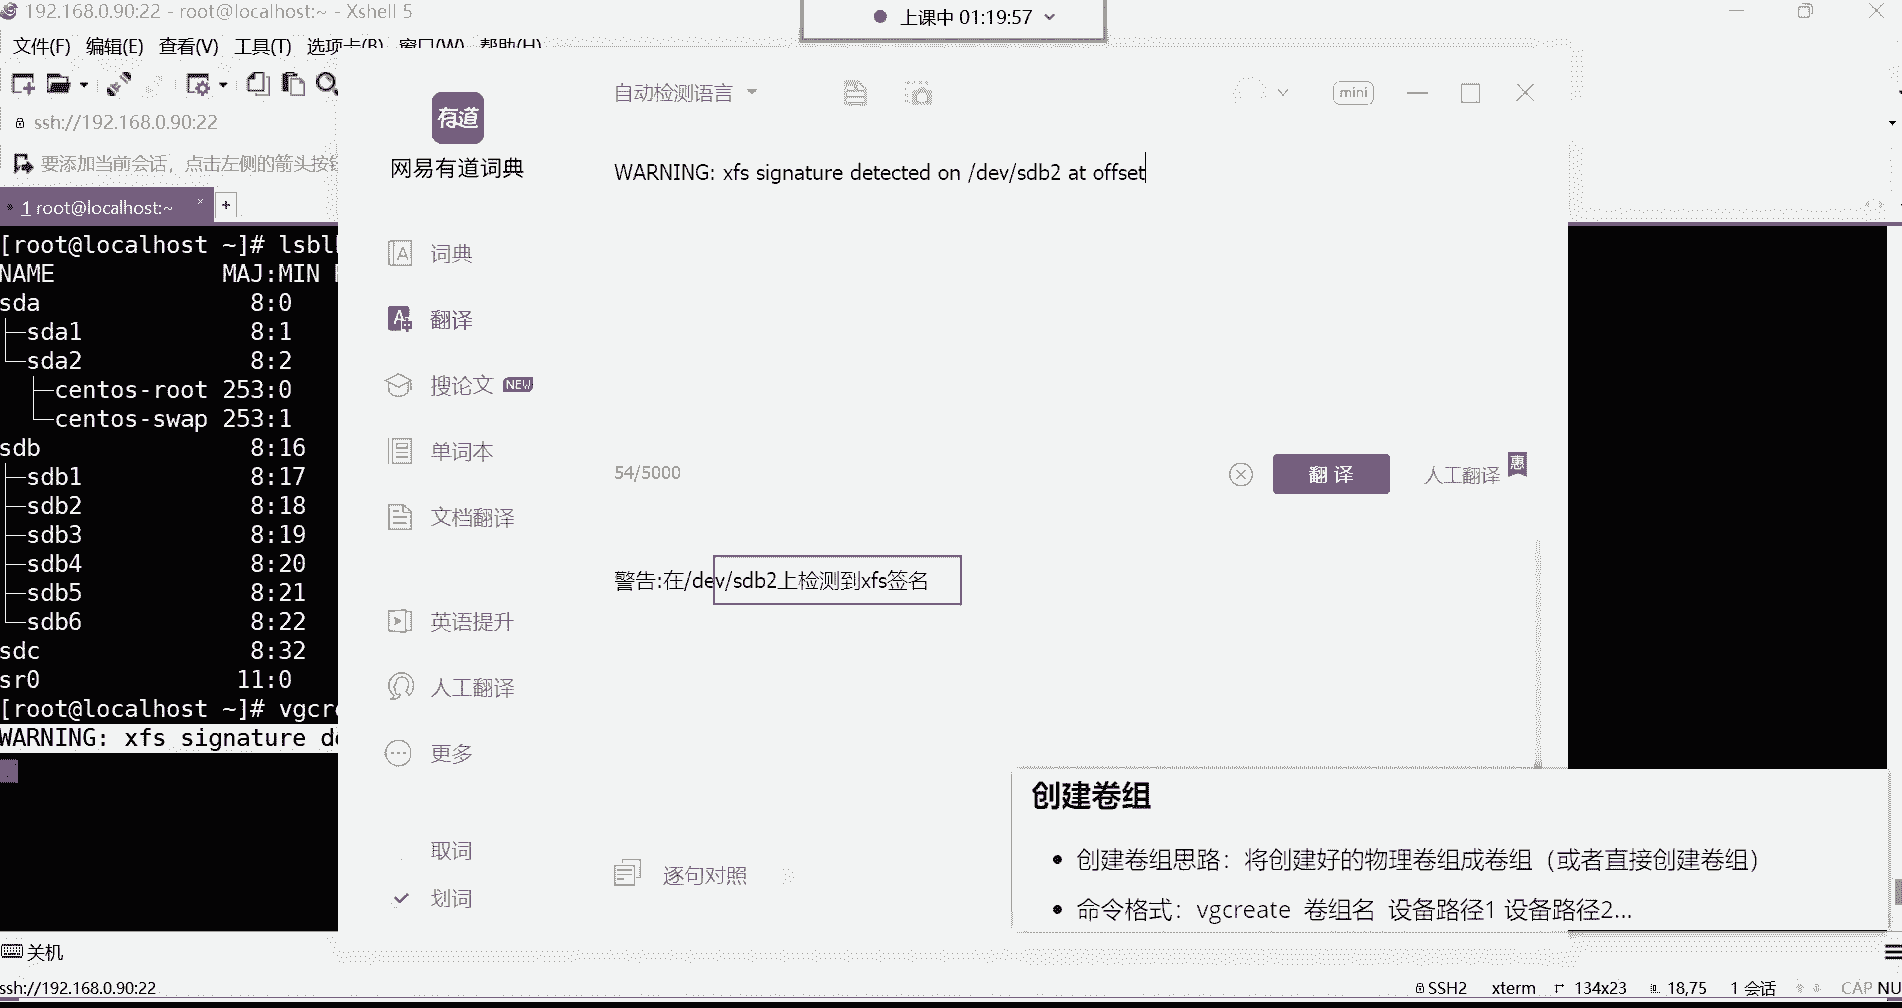 192.168.0.90:22 - root@localhost:~ - Xshell 5
上课中 01:19:57
文件(F) 编辑(E) 查看(V) 工具(T) 选项卡(B) 窗口(W) 帮助(H)
ssh://192.168.0.90:22
要添加当前会话，点击左侧的箭头按钮
1 root@localhost:~
[root@localhost ~]# lsbl
NAME MAJ:MIN
sda 8:0
├─sda1 8:1
└─sda2 8:2
├─centos-root 253:0
└─centos-swap 253:1
sdb 8:16
├─sdb1 8:17
├─sdb2 8:18
├─sdb3 8:19
├─sdb4 8:20
├─sdb5 8:21
└─sdb6 8:22
sdc 8:32
sr0 11:0
[root@localhost ~]# vgcr
WARNING: xfs signature d
有道
网易有道词典
词典
翻译
搜论文 NEW
单词本
文档翻译
英语提升
人工翻译
更多
取词
划词
自动检测语言
mini
WARNING: xfs signature detected on /dev/sdb2 at offset
54/5000
翻 译
人工翻译 惠
警告:在/dev/sdb2上检测到xfs签名
逐句对照
创建卷组
• 创建卷组思路：将创建好的物理卷组成卷组（或者直接创建卷组）
• 命令格式：vgcreate 卷组名 设备路径1 设备路径2...
关机
ssh://192.168.0.90:22
SSH2 xterm 134x23 18,75 1 会话 CAP NU